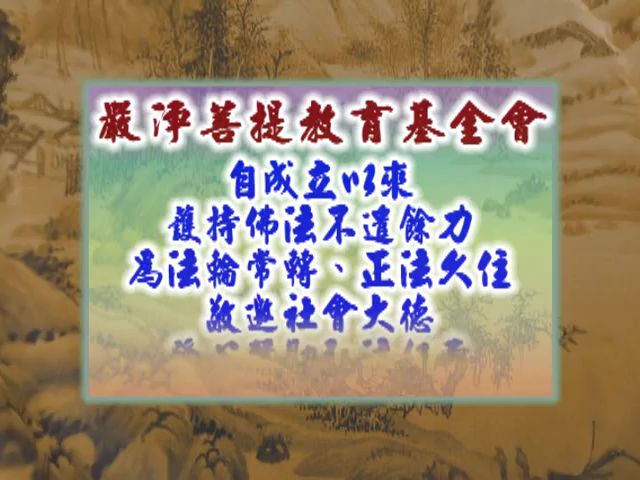 嚴淨菩提教育基金會
自成立以來
護持佛法不遺餘力
為法輪常轉、正法久住
敬邀社會大德